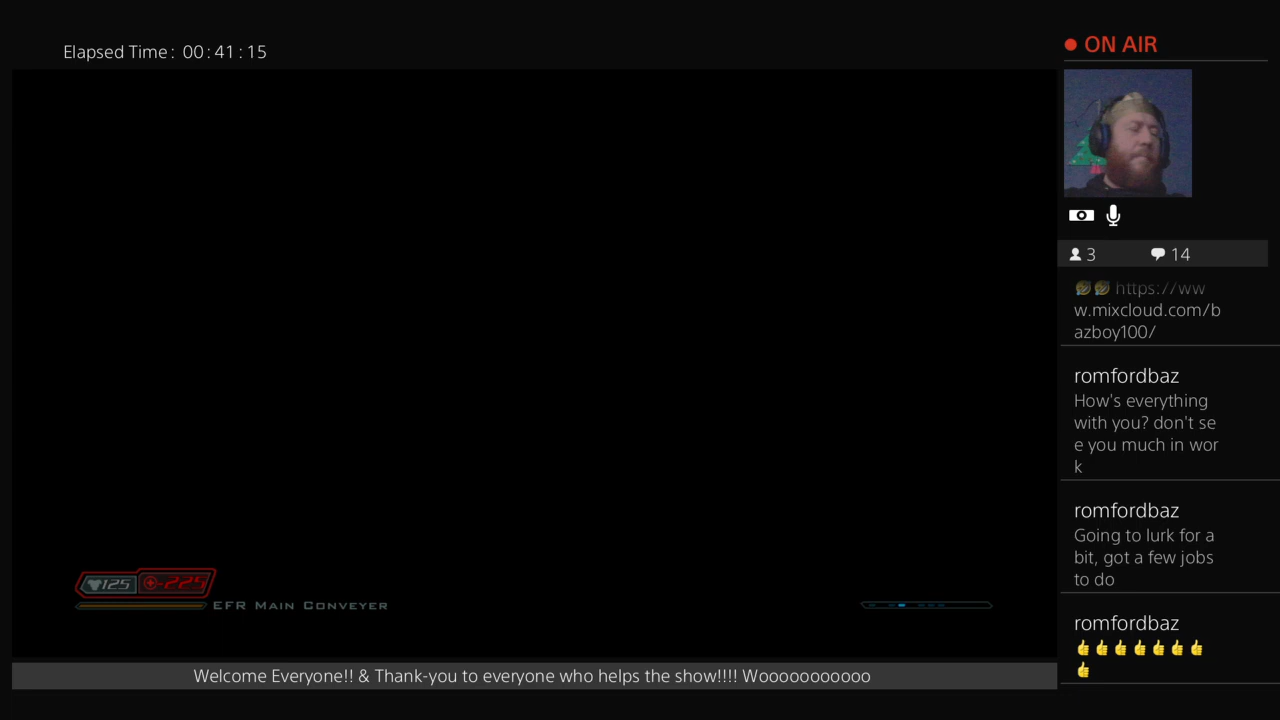 Elapsed Time: 00:41:15
ON AIR
3 14
🤣🤣 https://ww
w.mixcloud.com/b
azboy100/
romfordbaz
How's everything
with you? don't se
e you much in wor
k
romfordbaz
Going to lurk for a
bit, got a few jobs
to do
romfordbaz
👍👍👍👍👍👍👍
👍
125 -225
EFR Main Conveyer
Welcome Everyone!! & Thank-you to everyone who helps the show!!!! Wooooooooooo